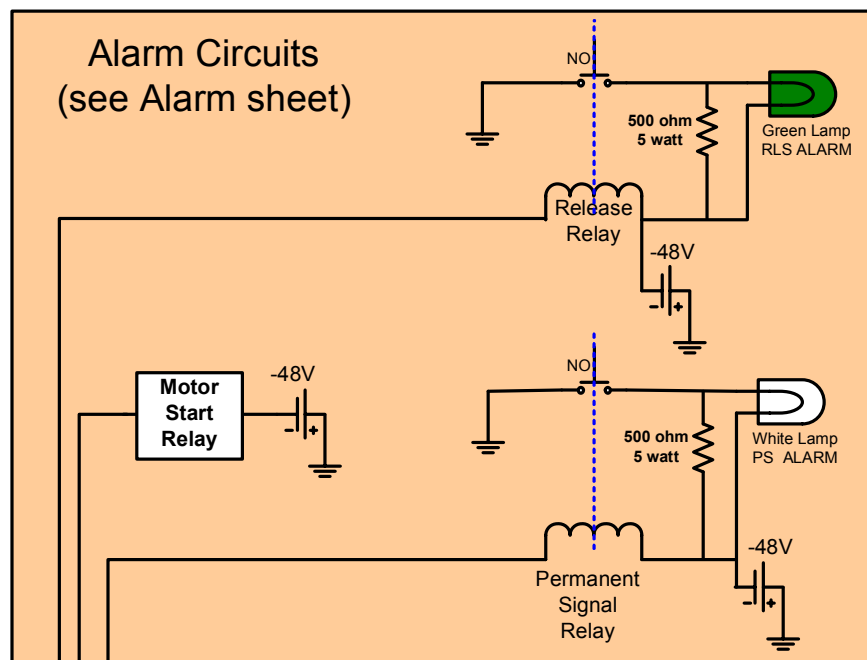 Alarm Circuits
(see Alarm sheet)
NO
500 ohm
5 watt
Green Lamp
RLS ALARM
Release
Relay
-48V
- +
Motor
Start
Relay
-48V
- +
NO
500 ohm
5 watt
White Lamp
PS ALARM
Permanent
Signal
Relay
-48V
- +